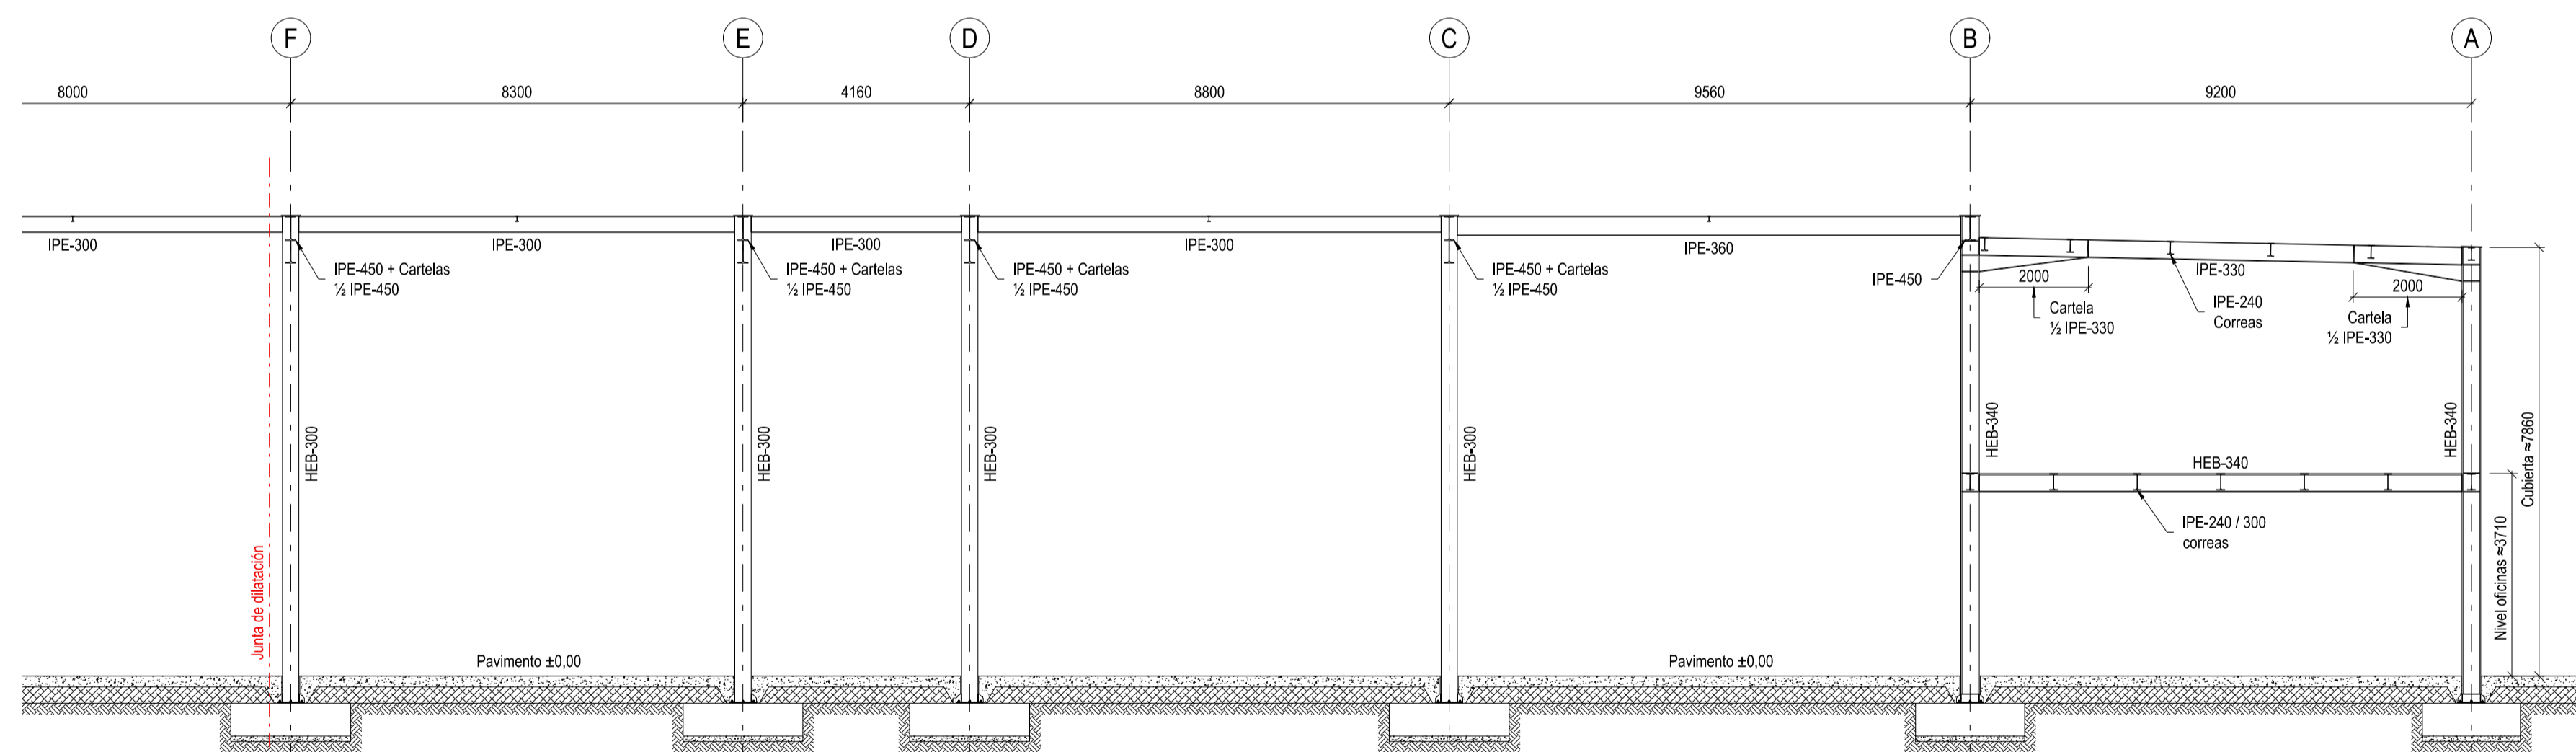 F
E
D
C
B
A
8000
8300
4160
8800
9560
9200
IPE-300
IPE-300
IPE-300
IPE-300
IPE-360
IPE-450 + Cartelas
½ IPE-450
IPE-450 + Cartelas
½ IPE-450
IPE-450 + Cartelas
½ IPE-450
IPE-450 + Cartelas
½ IPE-450
IPE-450
2000
Cartela
½ IPE-330
IPE-330
IPE-240
Correas
2000
Cartela
½ IPE-330
HEB-300
HEB-300
HEB-300
HEB-300
HEB-340
HEB-340
HEB-340
IPE-240 / 300
correas
Cubierta ≈7860
Nivel oficinas ≈3710
Junta de dilatación
Pavimento ±0,00
Pavimento ±0,00